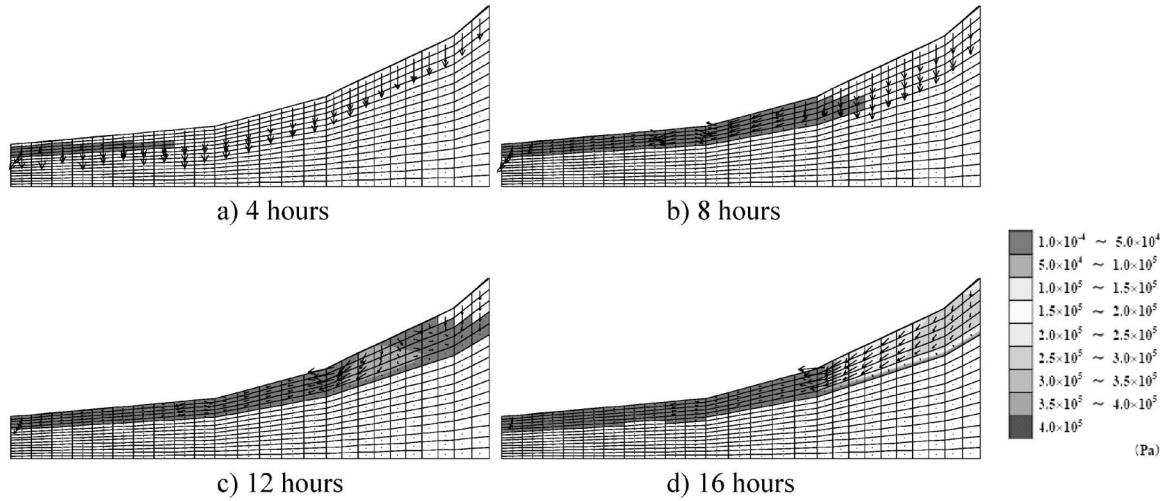 a) 4 hours
b) 8 hours
c) 12 hours
d) 16 hours
1.0×10⁻⁴ ～ 5.0×10⁴
5.0×10⁴ ～ 1.0×10⁵
1.0×10⁵ ～ 1.5×10⁵
1.5×10⁵ ～ 2.0×10⁵
2.0×10⁵ ～ 2.5×10⁵
2.5×10⁵ ～ 3.0×10⁵
3.0×10⁵ ～ 3.5×10⁵
3.5×10⁵ ～ 4.0×10⁵
4.0×10⁵
(Pa)